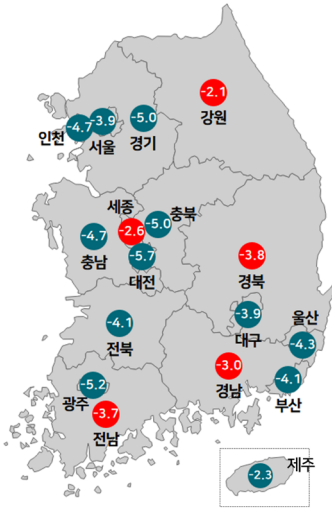 -2.1
강원
-5.0
경기
-3.9
서울
-4.7
인천
세종
-2.6
-5.0
충북
-4.7
충남
-5.7
대전
-3.8
경북
-3.9
대구
울산
-4.3
-4.1
전북
-3.0
경남
-4.1
부산
-5.2
광주
-3.7
전남
제주
-2.3